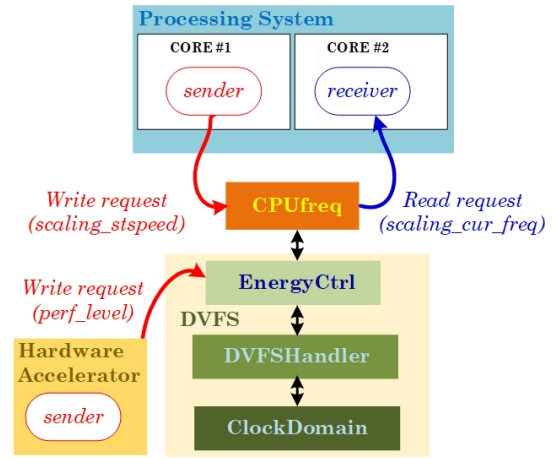 Processing System
CORE #1
CORE #2
sender
receiver
Write request
(scaling_stspeed)
CPUfreq
Read request
(scaling_cur_freq)
Write request
(perf_level)
EnergyCtrl
DVFS
DVFSHandler
ClockDomain
Hardware
Accelerator
sender